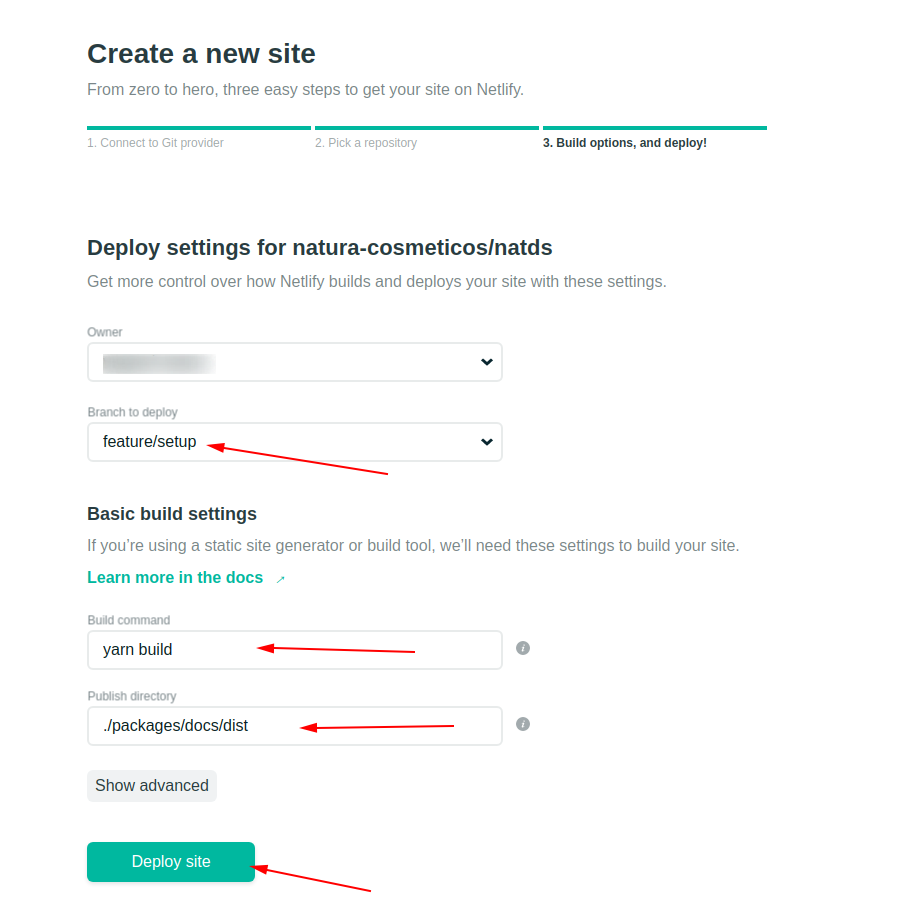 Create a new site
From zero to hero, three easy steps to get your site on Netlify.
1. Connect to Git provider
2. Pick a repository
3. Build options, and deploy!
Deploy settings for natura-cosmeticos/natds
Get more control over how Netlify builds and deploys your site with these settings.
Owner
Branch to deploy
feature/setup
Basic build settings
If you’re using a static site generator or build tool, we’ll need these settings to build your site.
Learn more in the docs
Build command
yarn build
Publish directory
./packages/docs/dist
Show advanced
Deploy site